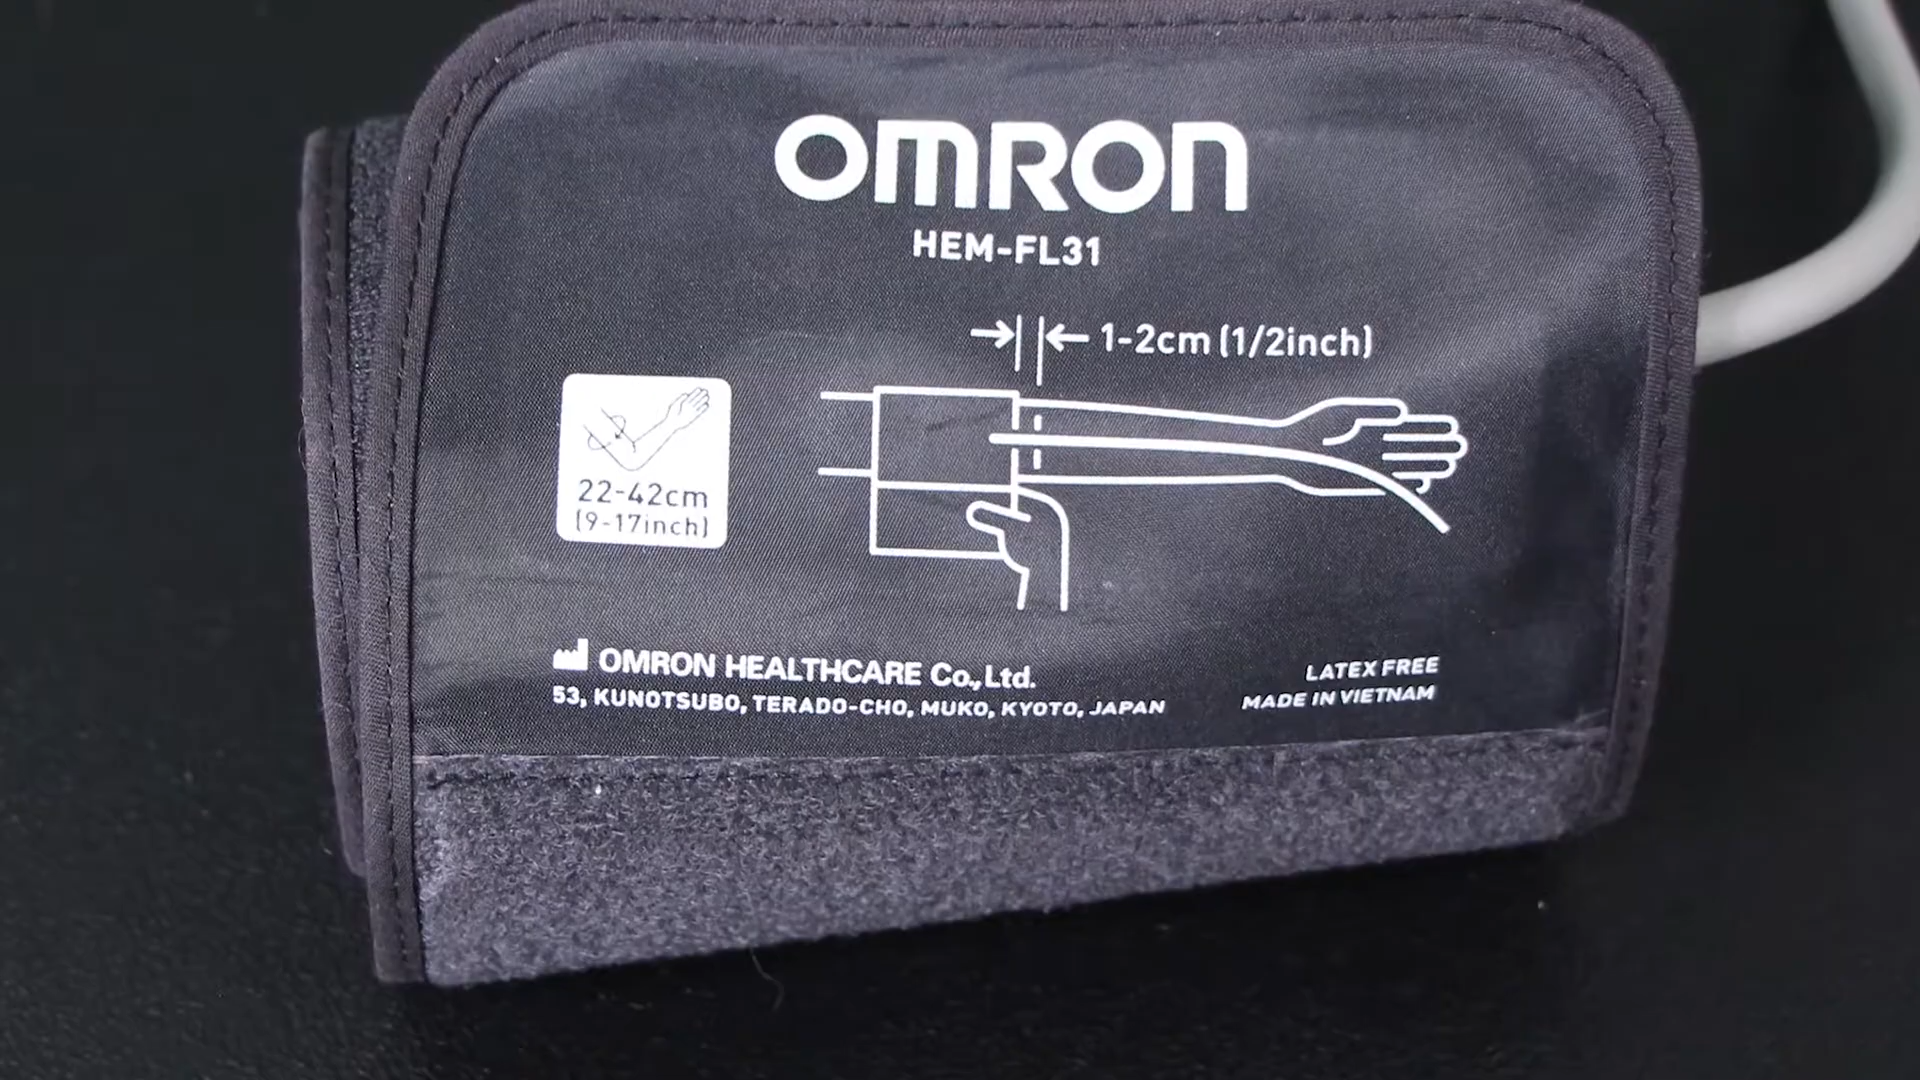 OMRON
HEM-FL31
1-2cm (1/2inch)
22-42cm
(9-17inch)
OMRON HEALTHCARE Co.,Ltd.
53, KUNOTSUBO, TERADO-CHO, MUKO, KYOTO, JAPAN
LATEX FREE
MADE IN VIETNAM